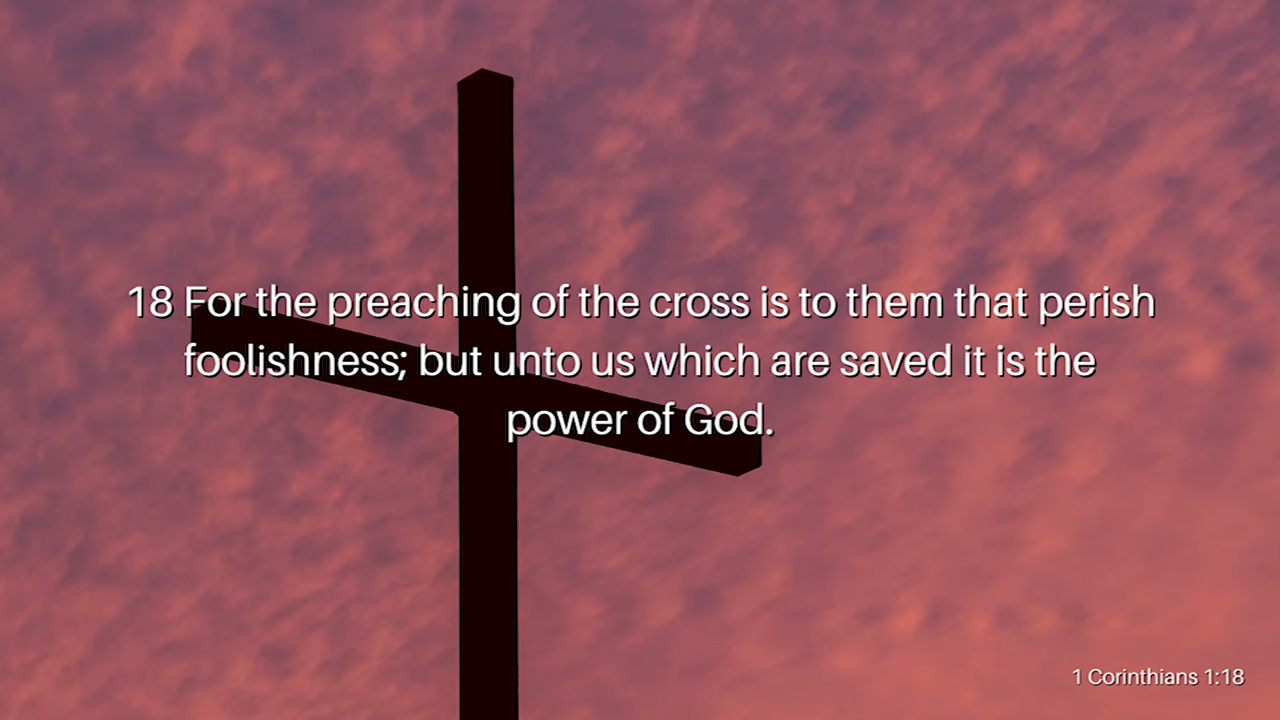 18 For the preaching of the cross is to them that perish
foolishness; but unto us which are saved it is the
power of God.
1 Corinthians 1:18